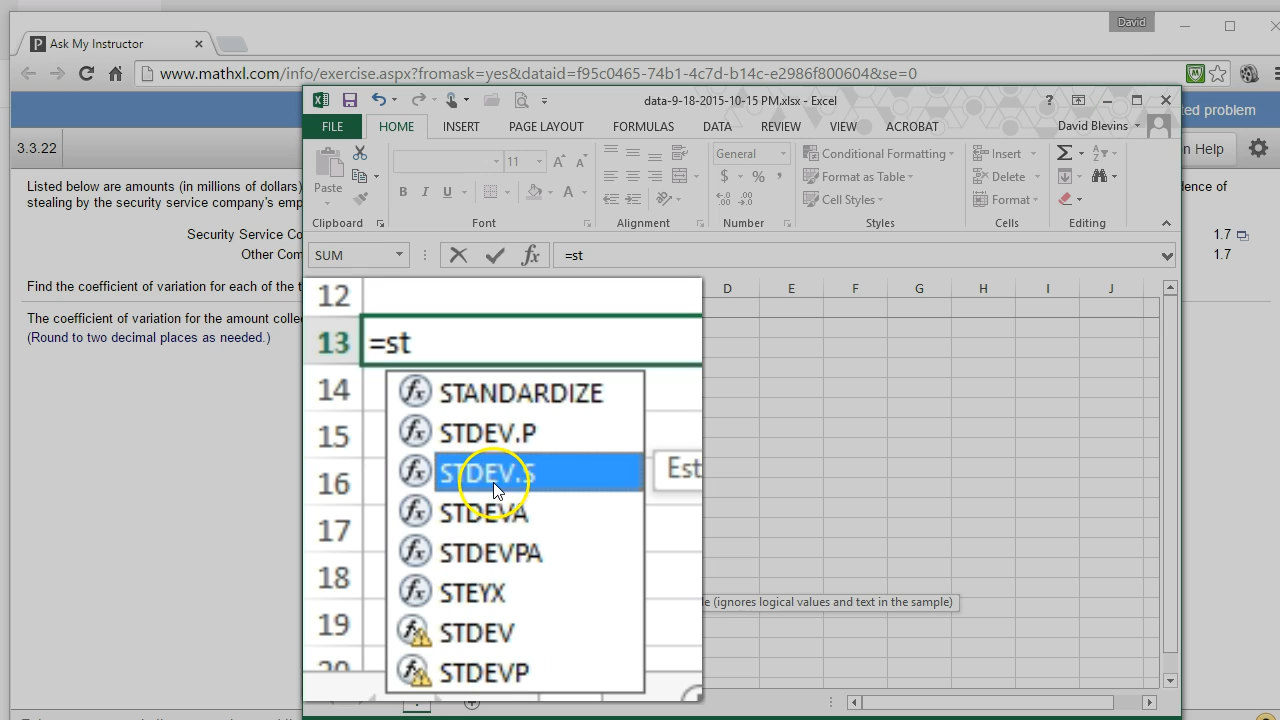 David
Ask My Instructor
www.mathxl.com/info/exercise.aspx?fromask=yes&dataid=f95c0465-74b1-4c7d-b14c-e2986f800604&se=0
data-9-18-2015-10-15 PM.xlsx - Excel
ed problem
FILE HOME INSERT PAGE LAYOUT FORMULAS DATA REVIEW VIEW ACROBAT David Blevins
3.3.22
n Help
Paste
11
General
Conditional Formatting
Format as Table
Cell Styles
Insert
Delete
Format
Clipboard Font Alignment Number Styles Cells Editing
Listed below are amounts (in millions of dollars)
dence of
stealing by the security service company's emp
Security Service Co
1.7
Other Com
1.7
SUM
=st
Find the coefficient of variation for each of the t
The coefficient of variation for the amount colle
(Round to two decimal places as needed.)
D E F G H I J
12
13 =st
14
15
16
17
18
19
20
STANDARDIZE
STDEV.P
STDEV.S
Est
STDEVA
STDEVPA
STEYX
STDEV
STDEVP
le (ignores logical values and text in the sample)